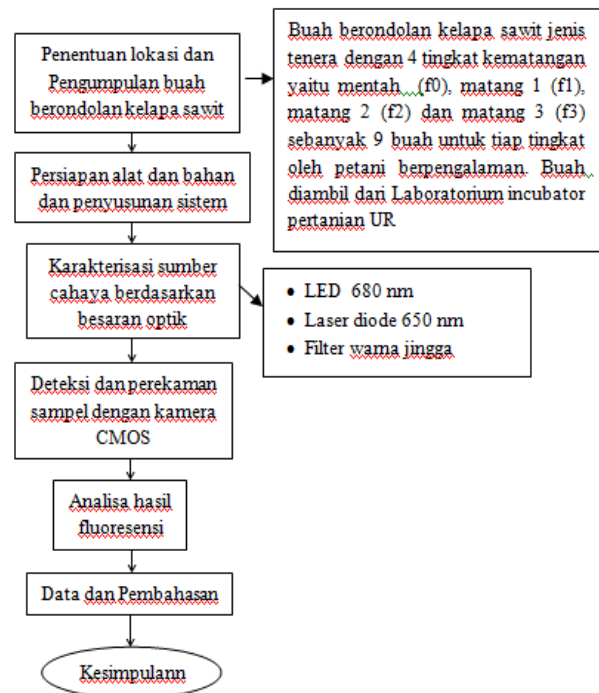 Penentuan lokasi dan
Pengumpulan buah
berondolan kelapa sawit
Buah berondolan kelapa sawit jenis
tenera dengan 4 tingkat kematangan
yaitu mentah (f0), matang 1 (f1),
matang 2 (f2) dan matang 3 (f3)
sebanyak 9 buah untuk tiap tingkat
oleh petani berpengalaman. Buah
diambil dari Laboratorium incubator
pertanian UR
Persiapan alat dan bahan
dan penyusunan sistem
Karakterisasi sumber
cahaya berdasarkan
besaran optik
• LED 680 nm
• Laser diode 650 nm
• Filter warna jingga
Deteksi dan perekaman
sampel dengan kamera
CMOS
Analisa hasil
fluoresensi
Data dan Pembahasan
Kesimpulann